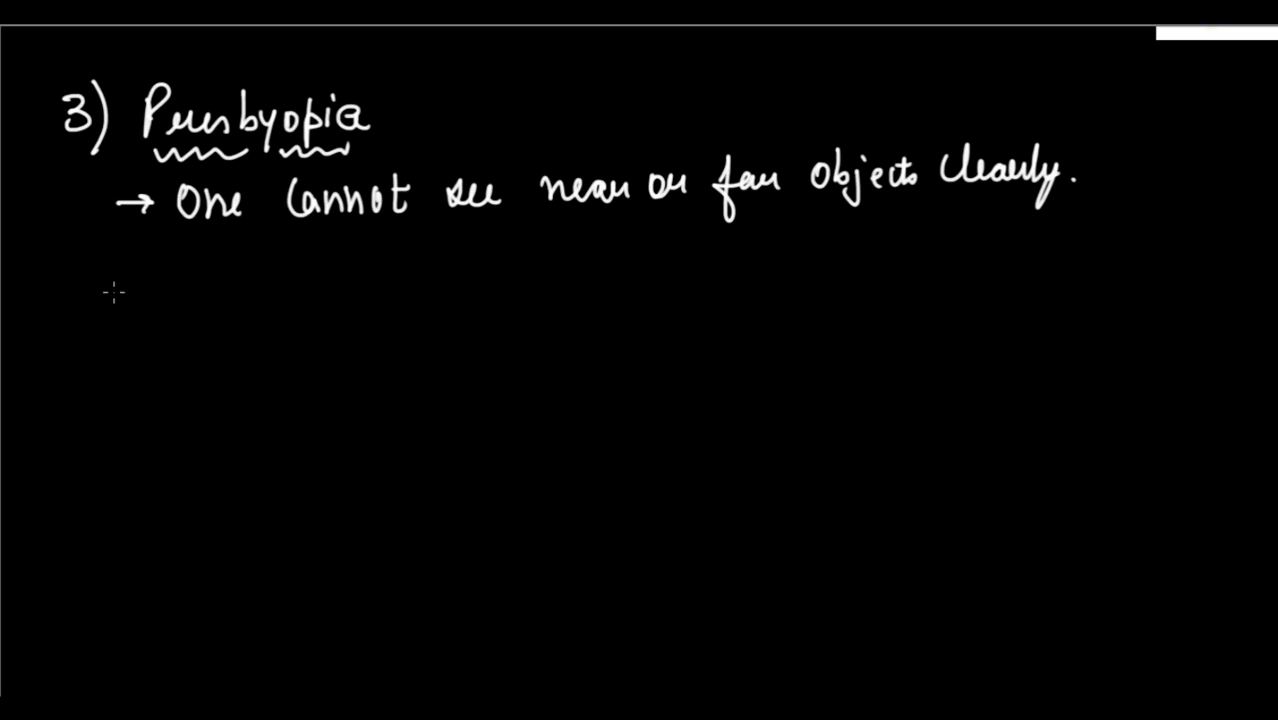 3) Presbyopia
→ One cannot see near or far objects clearly.